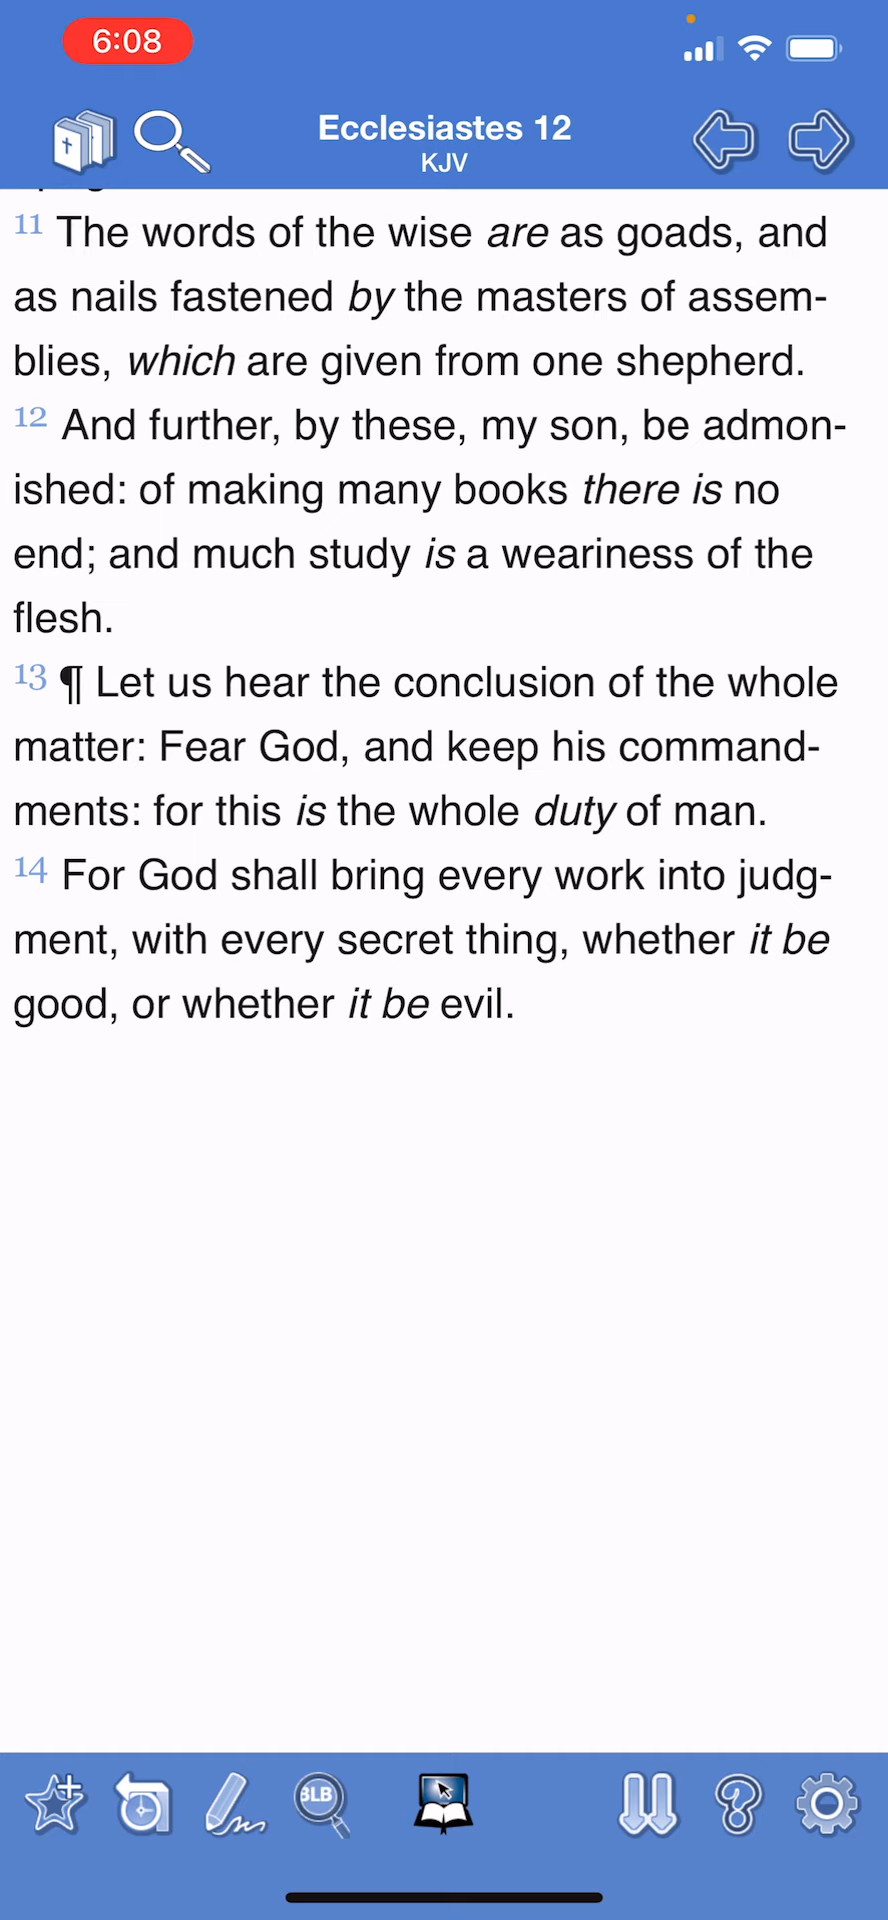 6:08
Ecclesiastes 12
KJV
11 The words of the wise are as goads, and
as nails fastened by the masters of assem-
blies, which are given from one shepherd.
12 And further, by these, my son, be admon-
ished: of making many books there is no
end; and much study is a weariness of the
flesh.
13 ¶ Let us hear the conclusion of the whole
matter: Fear God, and keep his command-
ments: for this is the whole duty of man.
14 For God shall bring every work into judg-
ment, with every secret thing, whether it be
good, or whether it be evil.
BLB